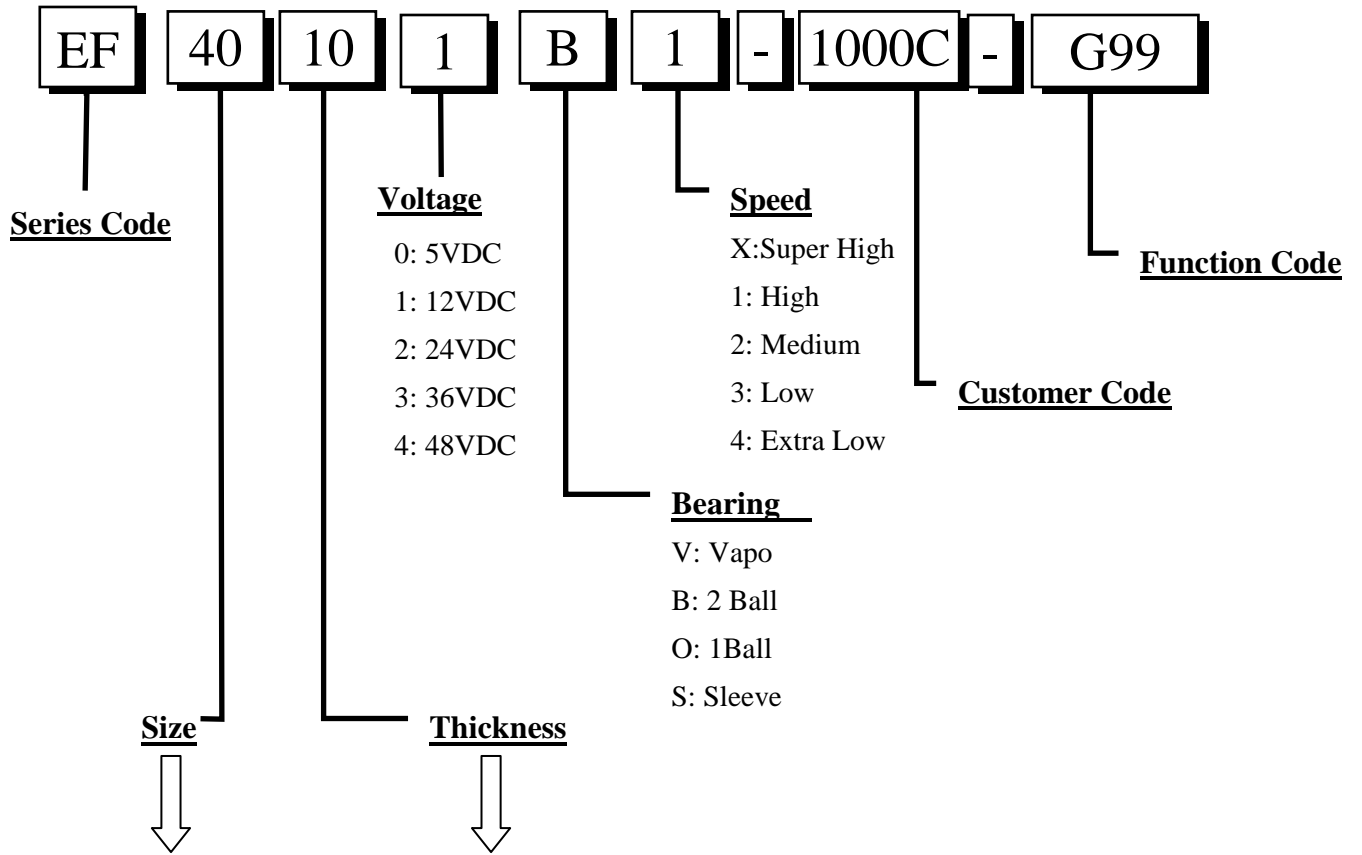 EF 40 10 1 B 1 - 1000C - G99
Series Code
Voltage
0: 5VDC
1: 12VDC
2: 24VDC
3: 36VDC
4: 48VDC
Speed
X:Super High
1: High
2: Medium
3: Low
4: Extra Low
Function Code
Customer Code
Bearing
V: Vapo
B: 2 Ball
O: 1Ball
S: Sleeve
Size
Thickness